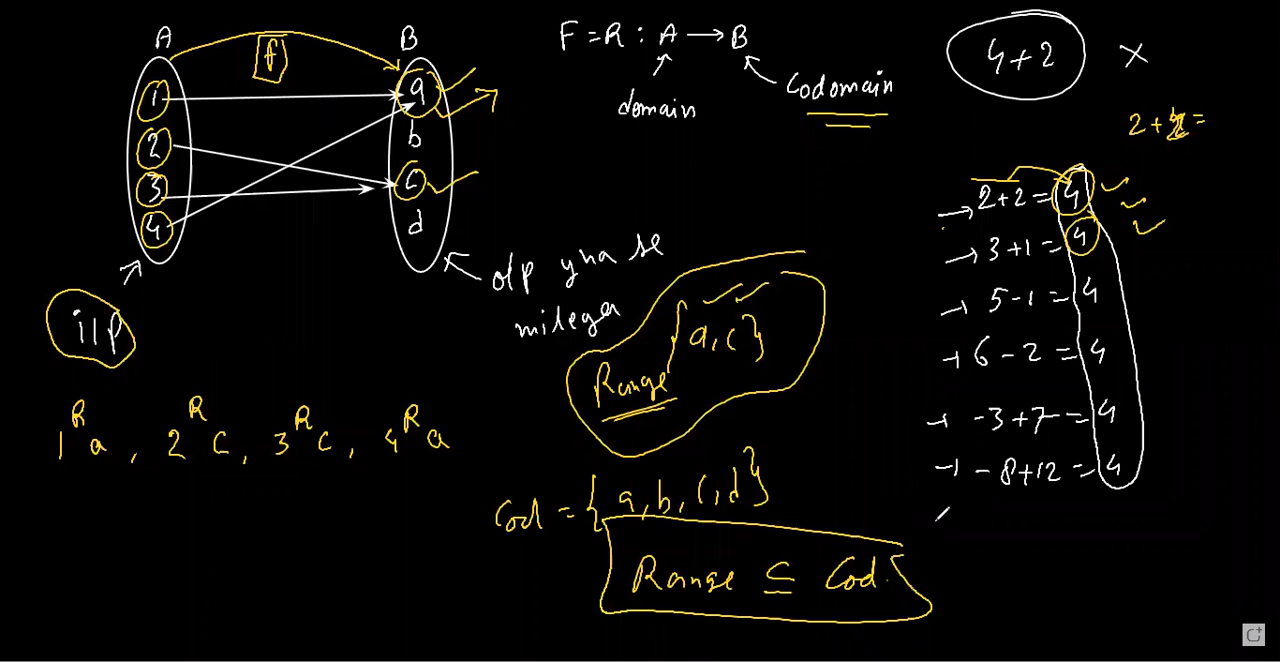 A
B
f
1
2
3
4
a
b
c
d
F = R : A → B
domain
Codomain
i/p
o/p yha se
milega
Range {a, c}
1 R a , 2 R c , 3 R c , 4 R a
Cod = { a, b, c, d }
Range ⊆ Cod.
4+2 ×
→ 2+2 = 4
→ 3+1 = 4
→ 5-1 = 4
→ 6-2 = 4
→ -3+7 = 4
→ -8+12 = 4